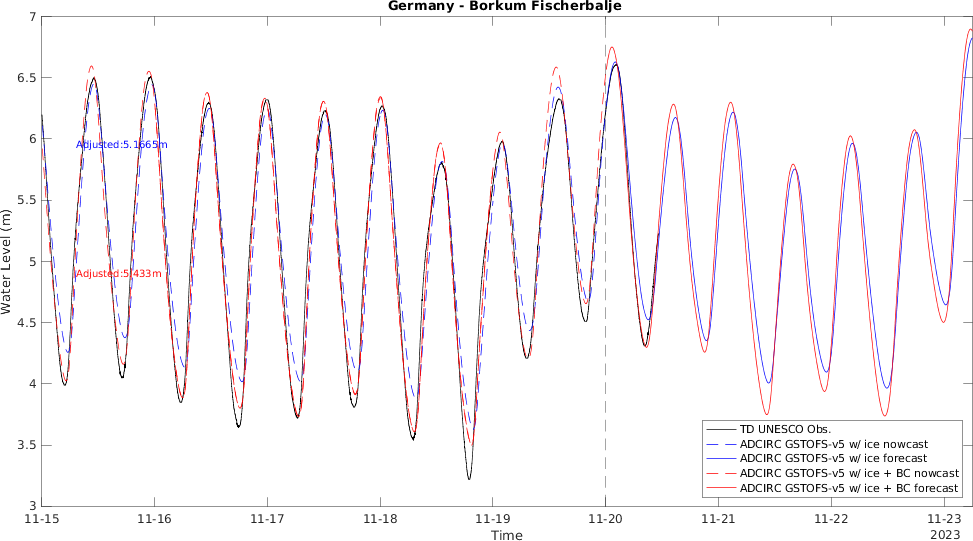 Germany - Borkum Fischerbalje
7
6.5
6
5.5
5
4.5
4
3.5
3
Water Level (m)
Adjusted:5.1665m
Adjusted:5.433m
TD UNESCO Obs.
ADCIRC GSTOFS-v5 w/ ice nowcast
ADCIRC GSTOFS-v5 w/ ice forecast
ADCIRC GSTOFS-v5 w/ ice + BC nowcast
ADCIRC GSTOFS-v5 w/ ice + BC forecast
11-15 11-16 11-17 11-18 11-19 11-20 11-21 11-22 11-23
Time
2023